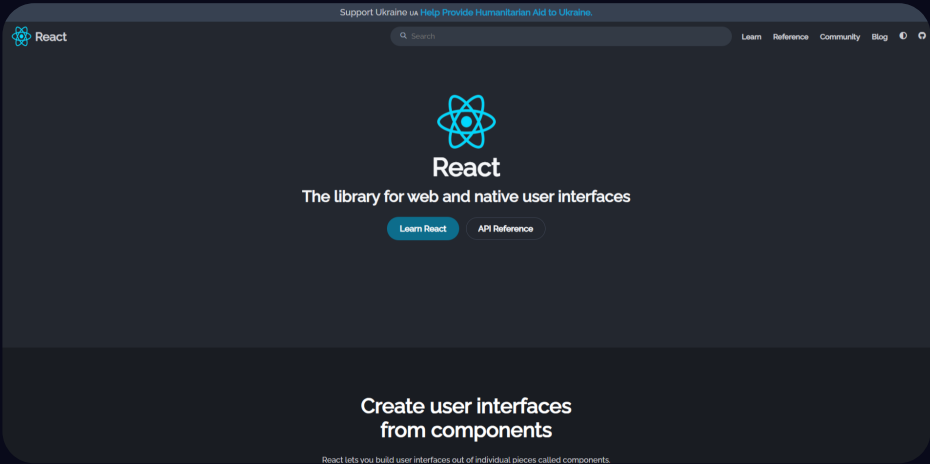 Support Ukraine UA Help Provide Humanitarian Aid to Ukraine.
React
Search
Learn Reference Community Blog
React
The library for web and native user interfaces
Learn React API Reference
Create user interfaces
from components
React lets you build user interfaces out of individual pieces called components.